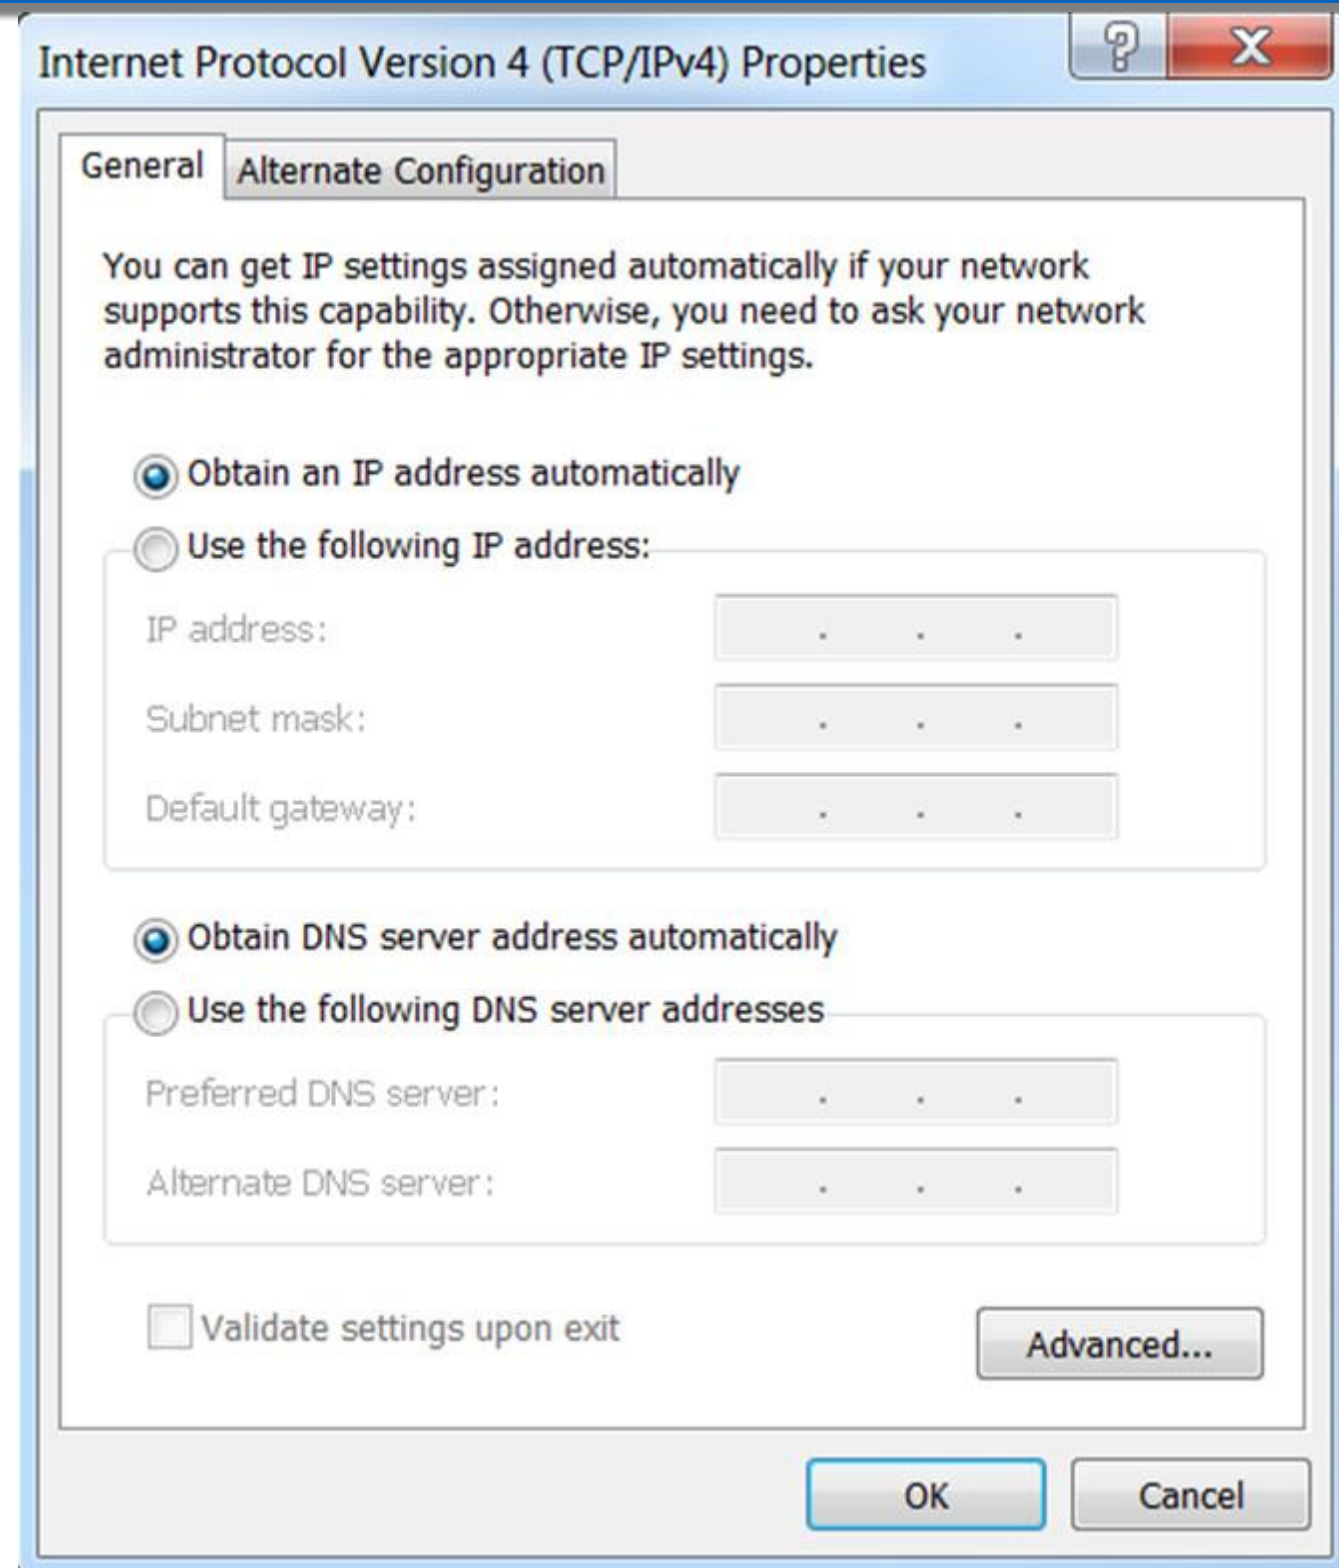 Internet Protocol Version 4 (TCP/IPv4) Properties
General
Alternate Configuration
You can get IP settings assigned automatically if your network
supports this capability. Otherwise, you need to ask your network
administrator for the appropriate IP settings.
Obtain an IP address automatically
Use the following IP address:
IP address:
Subnet mask:
Default gateway:
Obtain DNS server address automatically
Use the following DNS server addresses
Preferred DNS server:
Alternate DNS server:
Validate settings upon exit
Advanced...
OK
Cancel